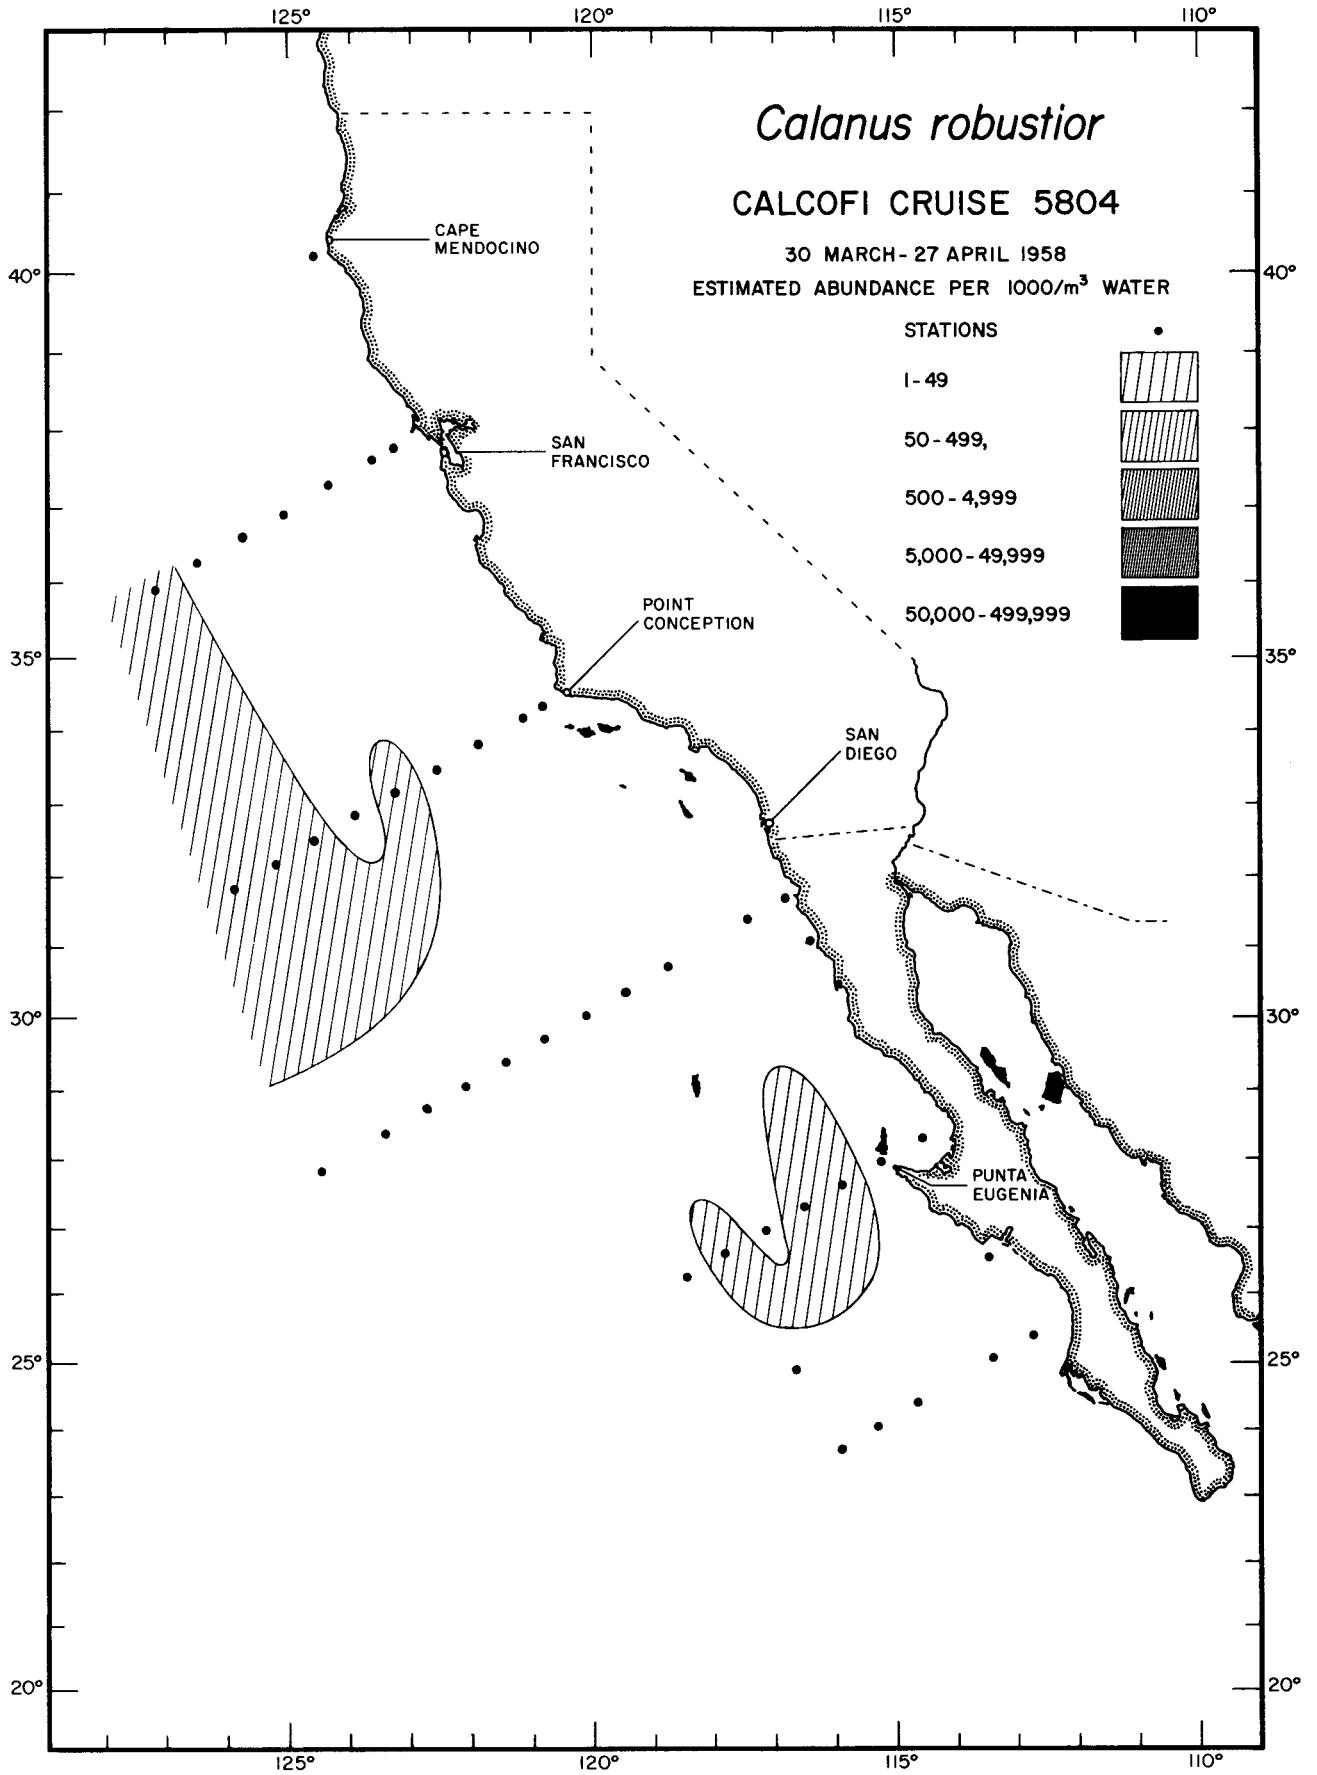 125° 120° 115° 110°
Calanus robustior
CALCOFI CRUISE 5804
30 MARCH - 27 APRIL 1958
ESTIMATED ABUNDANCE PER 1000/m³ WATER
STATIONS
1-49
50-499,
500-4,999
5,000-49,999
50,000-499,999
CAPE
MENDOCINO
40° 40°
SAN
FRANCISCO
POINT
CONCEPTION
35° 35°
SAN
DIEGO
30° 30°
PUNTA
EUGENIA
25° 25°
20° 20°
125° 120° 115° 110°